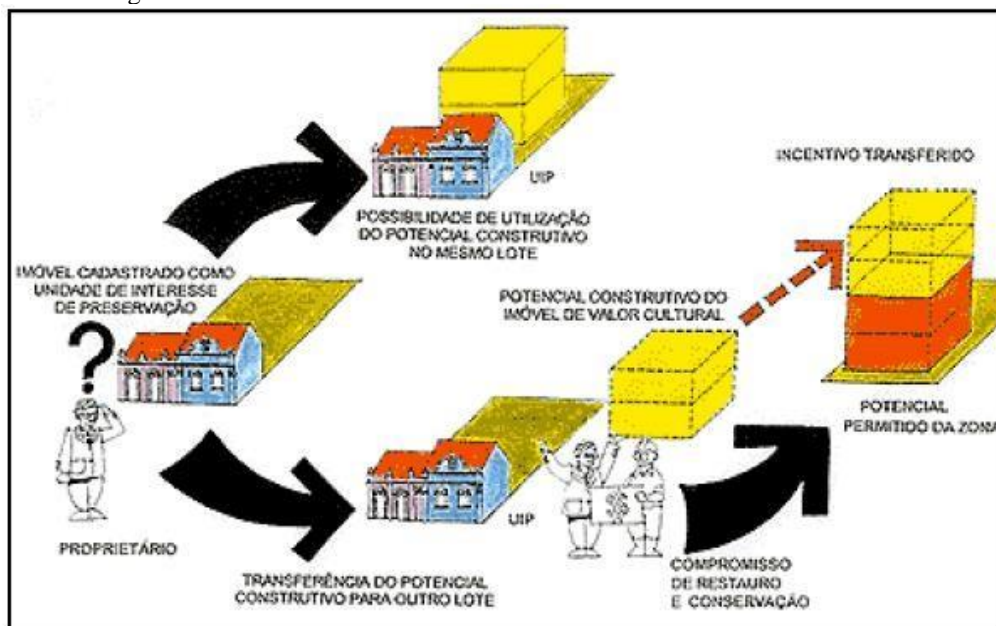 IMÓVEL CADASTRADO COMO
UNIDADE DE INTERESSE
DE PRESERVAÇÃO
?
PROPRIETÁRIO
UIP
POSSIBILIDADE DE UTILIZAÇÃO
DO POTENCIAL CONSTRUTIVO
NO MESMO LOTE
UIP
TRANSFERÊNCIA DO POTENCIAL
CONSTRUTIVO PARA OUTRO LOTE
POTENCIAL CONSTRUTIVO DO
IMÓVEL DE VALOR CULTURAL
$
COMPROMISSO
DE RESTAURO
E CONSERVAÇÃO
INCENTIVO TRANSFERIDO
POTENCIAL
PERMITIDO DA ZONA